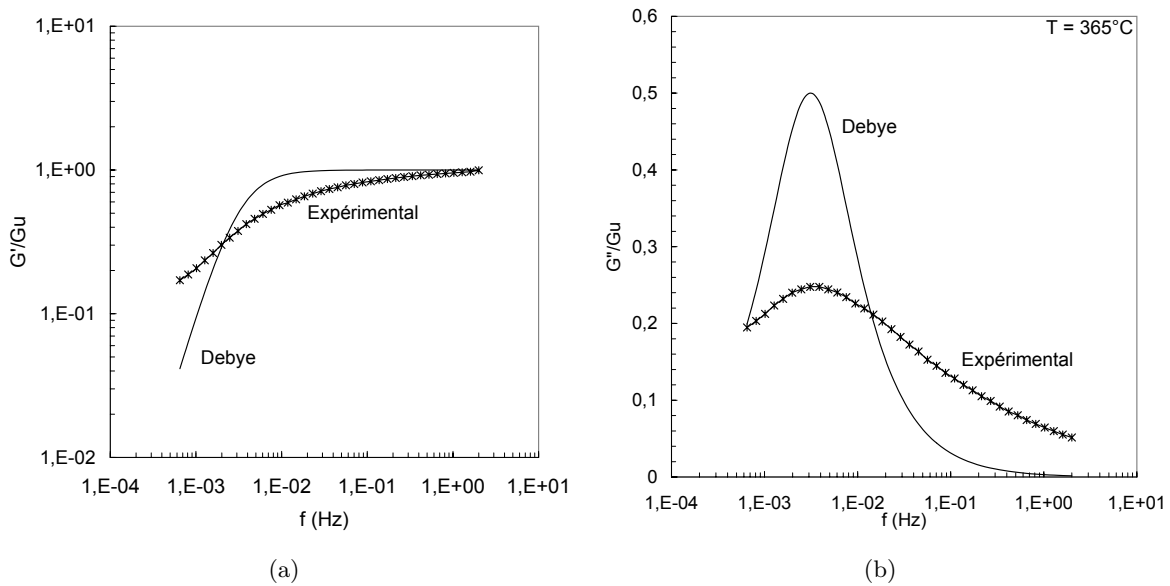 1,E+01
1,E+00
1,E-01
1,E-02
G'/Gu
Expérimental
Debye
1,E-04
1,E-03
1,E-02
1,E-01
1,E+00
1,E+01
f (Hz)
(a)
0,6
0,5
0,4
0,3
0,2
0,1
0
G"/Gu
T = 365°C
Debye
Expérimental
1,E-04
1,E-03
1,E-02
1,E-01
1,E+00
1,E+01
f (Hz)
(b)